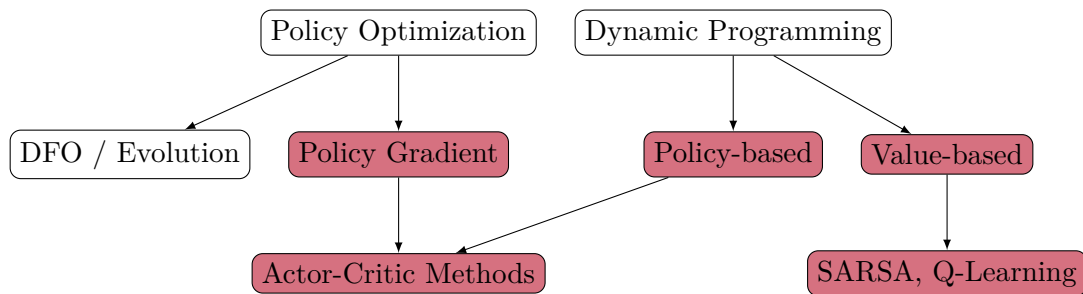 Policy Optimization
Dynamic Programming
DFO / Evolution
Policy Gradient
Policy-based
Value-based
Actor-Critic Methods
SARSA, Q-Learning